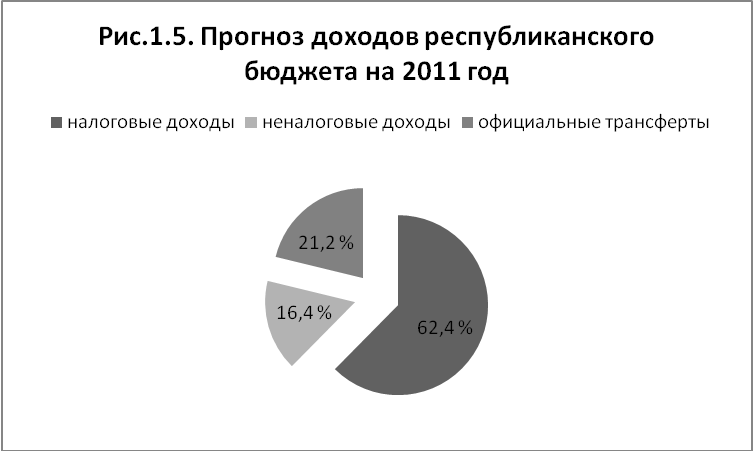 Рис.1.5. Прогноз доходов республиканского
бюджета на 2011 год
налоговые доходы неналоговые доходы официальные трансферты
21,2 %
16,4 %
62,4 %